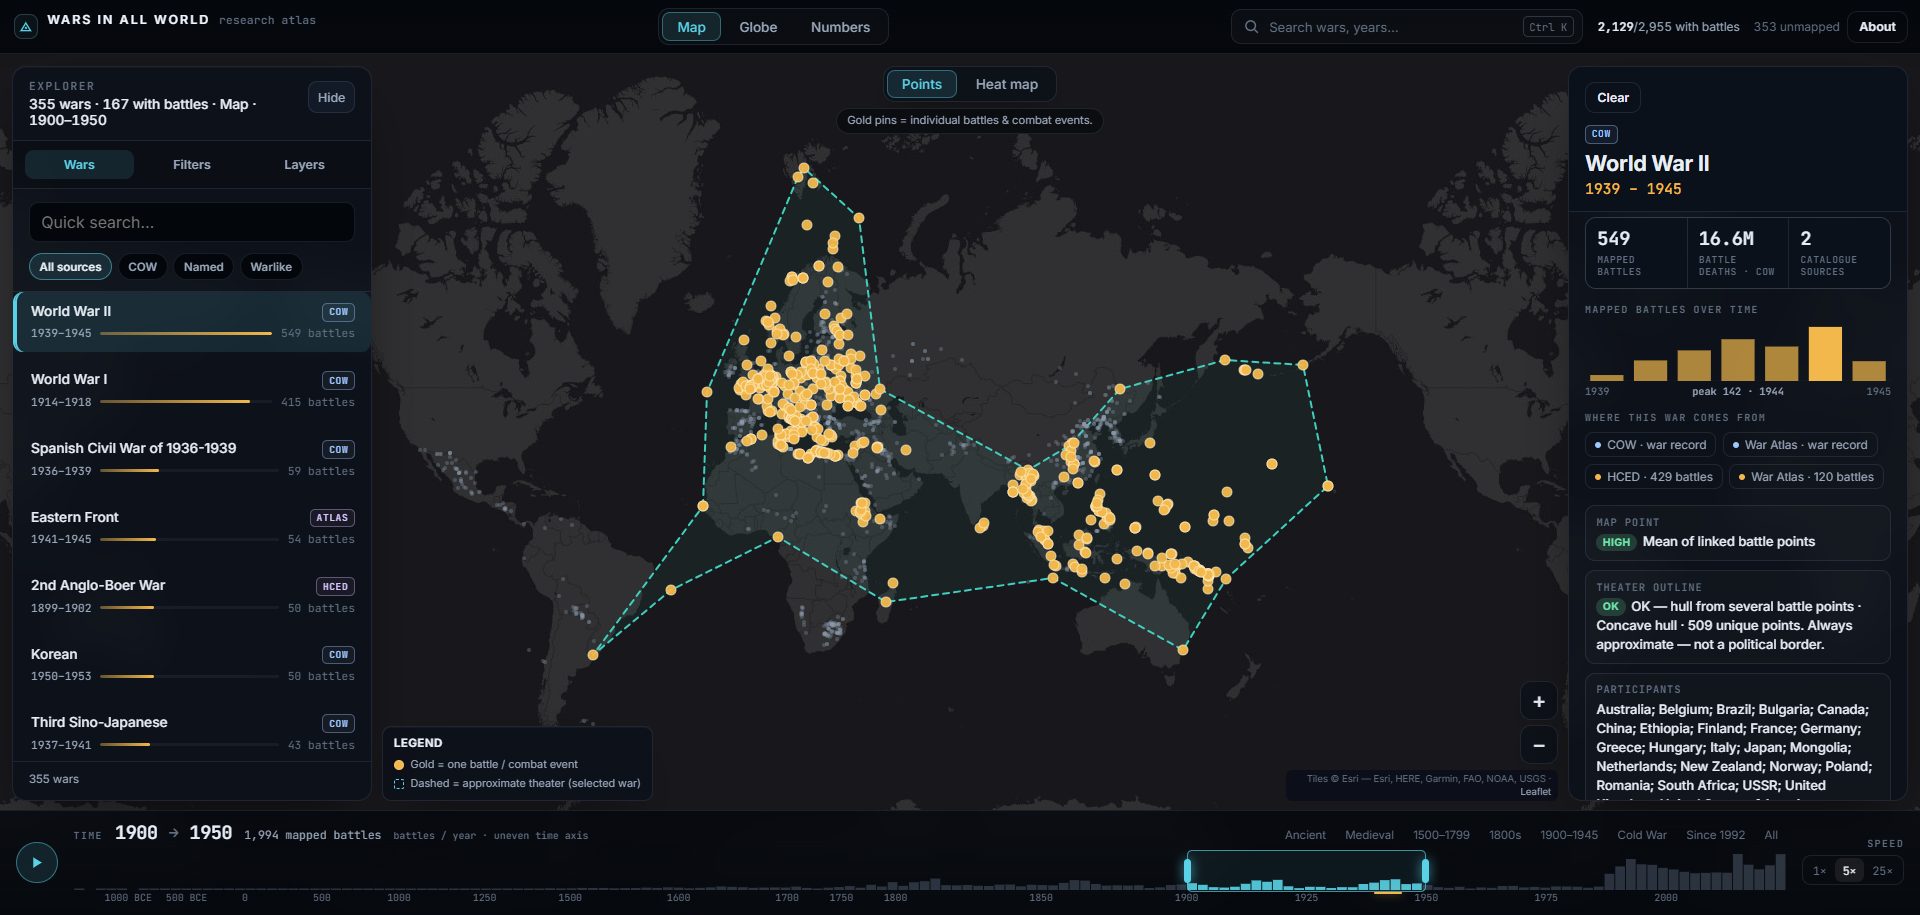 WARS IN ALL WORLD research atlas
Map Globe Numbers
Search wars, years... Ctrl K
2,129/2,955 with battles 353 unmapped About
EXPLORER
355 wars · 167 with battles · Map ·
1900–1950
Hide
Wars Filters Layers
Quick search...
All sources COW Named Warlike
World War II COW
1939–1945 549 battles
World War I COW
1914–1918 415 battles
Spanish Civil War of 1936-1939 COW
1936–1939 59 battles
Eastern Front ATLAS
1941–1945 54 battles
2nd Anglo-Boer War HCED
1899–1902 50 battles
Korean COW
1950–1953 50 battles
Third Sino-Japanese COW
1937–1941 43 battles
355 wars
Points Heat map
Gold pins = individual battles & combat events.
LEGEND
Gold = one battle / combat event
Dashed = approximate theater (selected war)
+
−
Tiles © Esri — Esri, HERE, Garmin, FAO, NOAA, USGS ·
Leaflet
Clear
COW
World War II
1939 – 1945
549 16.6M 2
MAPPED BATTLES
BATTLE DEATHS · COW
CATALOGUE SOURCES
MAPPED BATTLES OVER TIME
1939 peak 142 · 1944 1945
WHERE THIS WAR COMES FROM
COW · war record War Atlas · war record
HCED · 429 battles War Atlas · 120 battles
MAP POINT
HIGH Mean of linked battle points
THEATER OUTLINE
OK OK — hull from several battle points ·
Concave hull · 509 unique points. Always
approximate — not a political border.
PARTICIPANTS
Australia; Belgium; Brazil; Bulgaria; Canada;
China; Ethiopia; Finland; France; Germany;
Greece; Hungary; Italy; Japan; Mongolia;
Netherlands; New Zealand; Norway; Poland;
Romania; South Africa; USSR; United
TIME 1900 → 1950 1,994 mapped battles battles / year · uneven time axis
Ancient Medieval 1500–1799 1800s 1900–1945 Cold War Since 1992 All
SPEED
1× 5× 25×
1000 BCE 500 BCE 0 500 1000 1250 1500 1600 1700 1750 1800 1850 1900 1925 1950 1975 2000